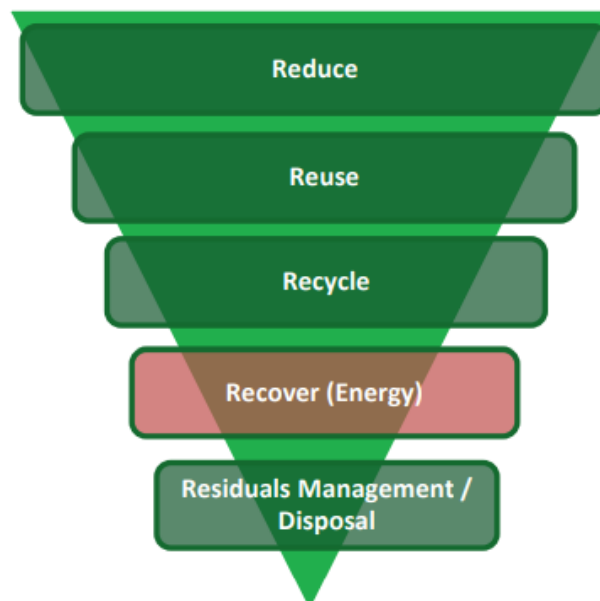 Reduce
Reuse
Recycle
Recover (Energy)
Residuals Management /
Disposal